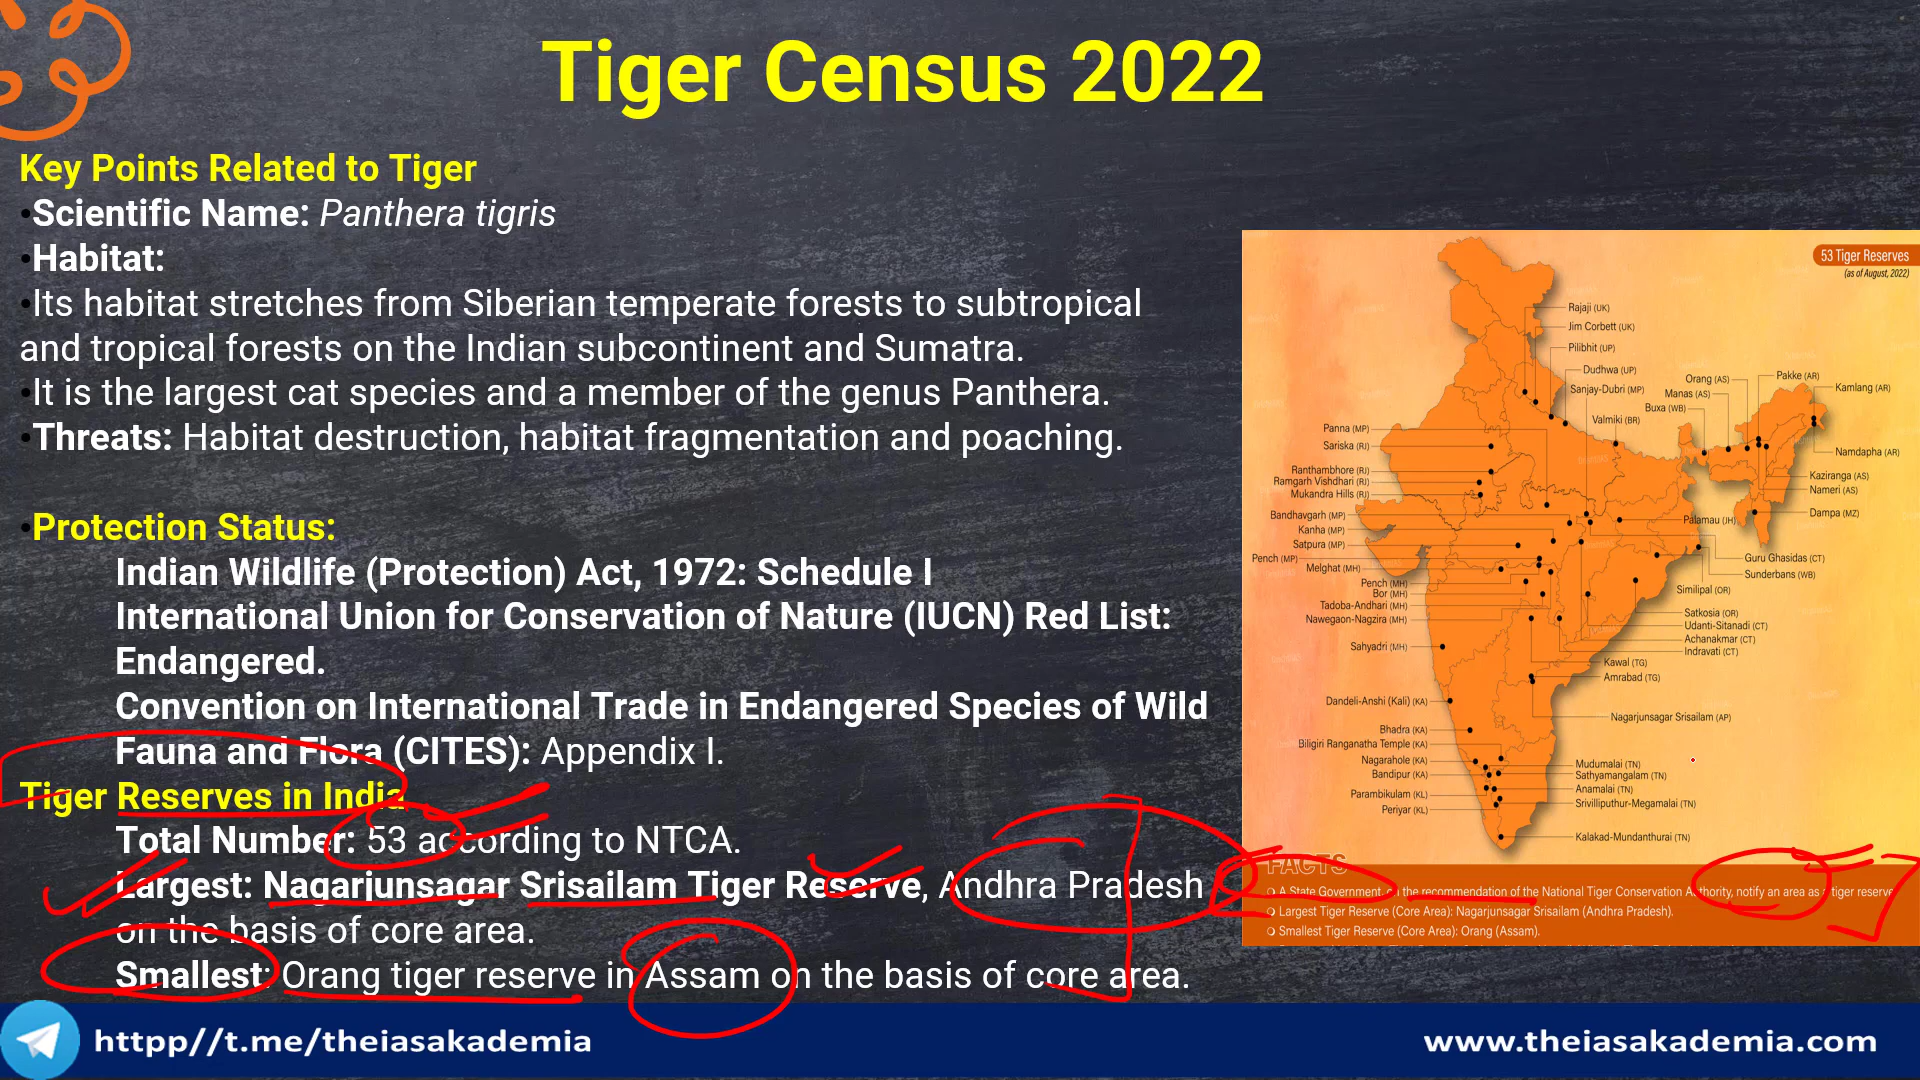 Tiger Census 2022
Key Points Related to Tiger
•Scientific Name: Panthera tigris
•Habitat:
•Its habitat stretches from Siberian temperate forests to subtropical
and tropical forests on the Indian subcontinent and Sumatra.
•It is the largest cat species and a member of the genus Panthera.
•Threats: Habitat destruction, habitat fragmentation and poaching.
•Protection Status:
Indian Wildlife (Protection) Act, 1972: Schedule I
International Union for Conservation of Nature (IUCN) Red List:
Endangered.
Convention on International Trade in Endangered Species of Wild
Fauna and Flora (CITES): Appendix I.
Tiger Reserves in India
Total Number: 53 according to NTCA.
Largest: Nagarjunsagar Srisailam Tiger Reserve, Andhra Pradesh
on the basis of core area.
Smallest: Orang tiger reserve in Assam on the basis of core area.
53 Tiger Reserves
(as of August, 2022)
Rajaji (UK)
Jim Corbett (UK)
Pilibhit (UP)
Dudhwa (UP)
Sanjay-Dubri (MP)
Valmiki (BR)
Orang (AS)
Manas (AS)
Buxa (WB)
Pakke (AR)
Kamlang (AR)
Namdapha (AR)
Kaziranga (AS)
Nameri (AS)
Dampa (MZ)
Panna (MP)
Sariska (RJ)
Ranthambhore (RJ)
Ramgarh Vishdhari (RJ)
Mukandra Hills (RJ)
Bandhavgarh (MP)
Kanha (MP)
Satpura (MP)
Pench (MP)
Melghat (MH)
Pench (MH)
Bor (MH)
Tadoba-Andhari (MH)
Nawegaon-Nagzira (MH)
Sahyadri (MH)
Dandeli-Anshi (Kali) (KA)
Bhadra (KA)
Biligiri Ranganatha Temple (KA)
Nagarahole (KA)
Bandipur (KA)
Parambikulam (KL)
Periyar (KL)
Palamau (JH)
Guru Ghasidas (CT)
Sunderbans (WB)
Similipal (OR)
Satkosia (OR)
Udanti-Sitanadi (CT)
Achanakmar (CT)
Indravati (CT)
Kawal (TG)
Amrabad (TG)
Nagarjunsagar Srisailam (AP)
Mudumalai (TN)
Sathyamangalam (TN)
Anamalai (TN)
Srivilliputhur-Megamalai (TN)
Kalakad-Mundanthurai (TN)
FACTS
A State Government, on the recommendation of the National Tiger Conservation Authority, notify an area as a tiger reserve.
Largest Tiger Reserve (Core Area): Nagarjunsagar Srisailam (Andhra Pradesh).
Smallest Tiger Reserve (Core Area): Orang (Assam).
httpp//t.me/theiasakademia
www.theiasakademia.com